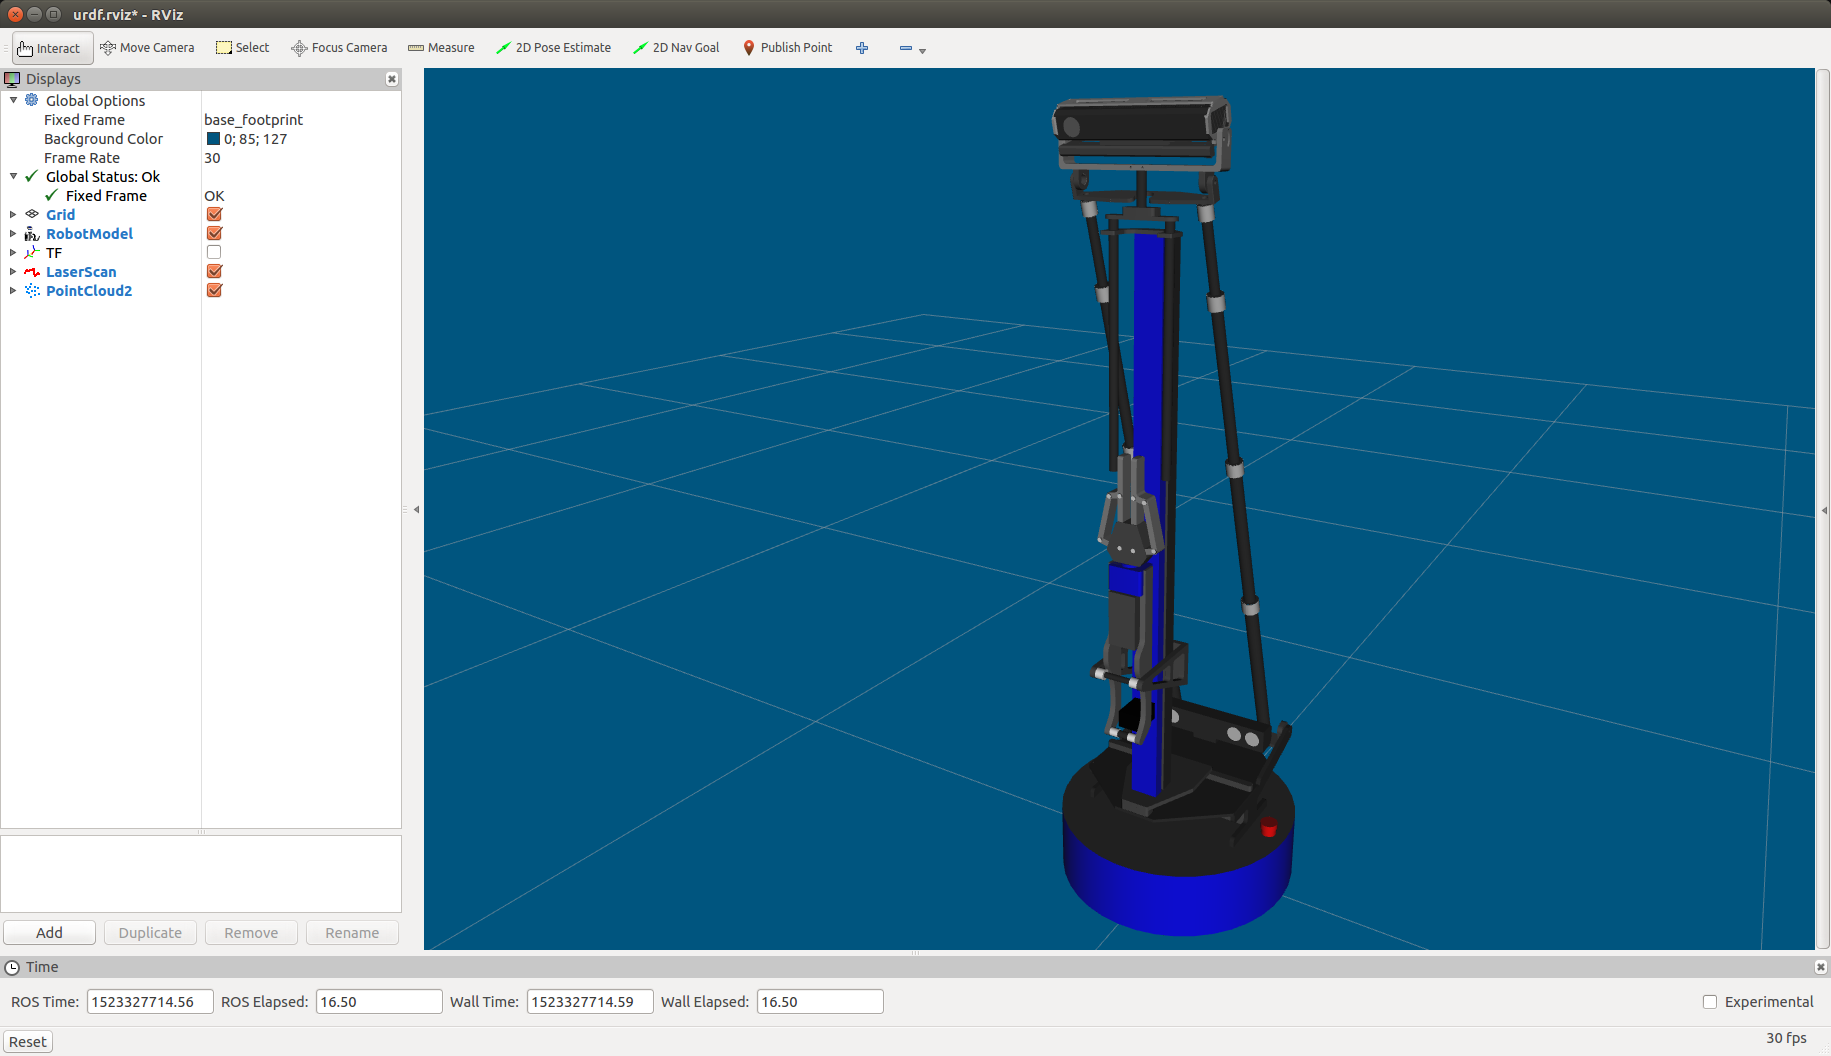 urdf.rviz* - RViz
Interact Move Camera Select Focus Camera Measure 2D Pose Estimate 2D Nav Goal Publish Point
Displays
Global Options
Fixed Frame base_footprint
Background Color 0; 85; 127
Frame Rate 30
Global Status: Ok
Fixed Frame OK
Grid
RobotModel
TF
LaserScan
PointCloud2
Add Duplicate Remove Rename
Time
ROS Time: 1523327714.56 ROS Elapsed: 16.50 Wall Time: 1523327714.59 Wall Elapsed: 16.50 Experimental
Reset 30 fps